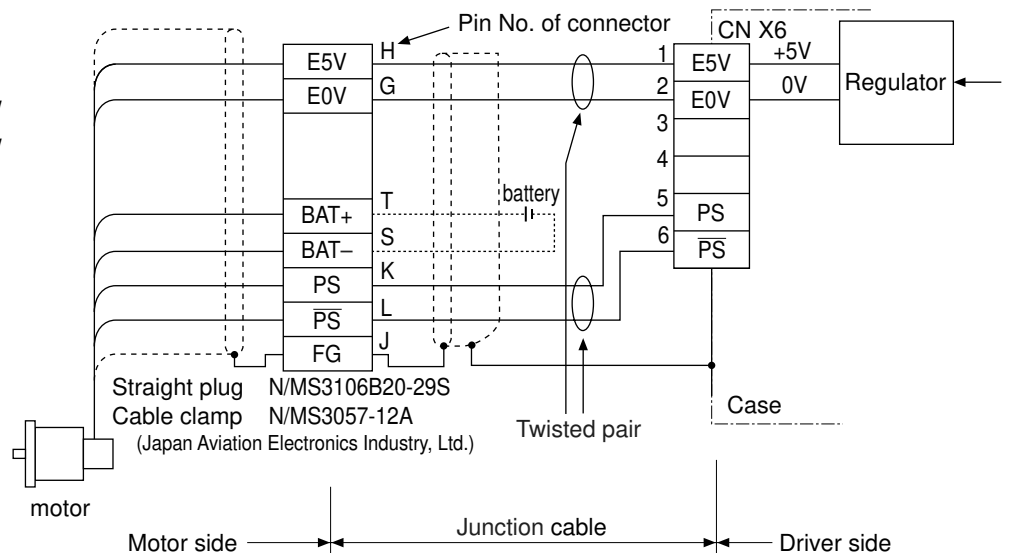 Pin No. of connector
CN X6
H
1
+5V
E5V
E5V
Regulator
G
2
0V
E0V
E0V
3
4
battery
T
5
BAT+
PS
S
6
BAT–
P̅S̅
K
PS
L
P̅S̅
J
FG
Straight plug N/MS3106B20-29S
Cable clamp N/MS3057-12A
(Japan Aviation Electronics Industry, Ltd.)
Twisted pair
Case
motor
Motor side
Junction cable
Driver side